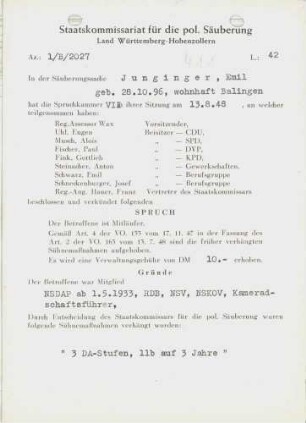 Staatskommissariat für die pol. Säuberung
Land Württemberg-Hohenzollern
Az.: 1/B/2027 L.: 42
In der Säuberungssache Junginger, Emil
geb. 28.10.96, wohnhaft Balingen
hat die Spruchkammer VII ihrer Sitzung am 13.8.48 , an welcher
teilgenommen haben:
Reg.Assessor Wax Vorsitzender,
Uhl, Eugen Beisitzer — CDU,
Munch, Alois „ — SPD,
Fischer, Paul „ — DVP,
Fink, Gottlich „ — KPD,
Steinacher, Anton „ — Gewerkschaften,
Schwarz, Emil „ — Berufsgruppe
Schreckenburger, Josef „ — Berufsgruppe
Reg.-Ang. Hauer, Franz Vertreter des Staatskommissars
beschlossen und verkündet folgenden
SPRUCH
Der Betroffene ist Mitläufer.
Gemäß Art. 4 der VO. 133 vom 17. 11. 47 in der Fassung des
Art. 2 der VO. 165 vom 13. 7. 48 sind die früher verhängten
Sühnemaßnahmen aufgehoben.
Es wird eine Verwaltungsgebühr von DM 10.- erhoben.
Gründe
Der Betroffene war Mitglied
NSDAP ab 1.5.1933, RDB, NSV, NSKOV, Kamerad-
schaftsführer,
Durch Entscheidung des Staatskommissars für die pol. Säuberung waren
folgende Sühnemaßnahmen verhängt worden:
" 3 DA-Stufen, 11b auf 3 Jahre "